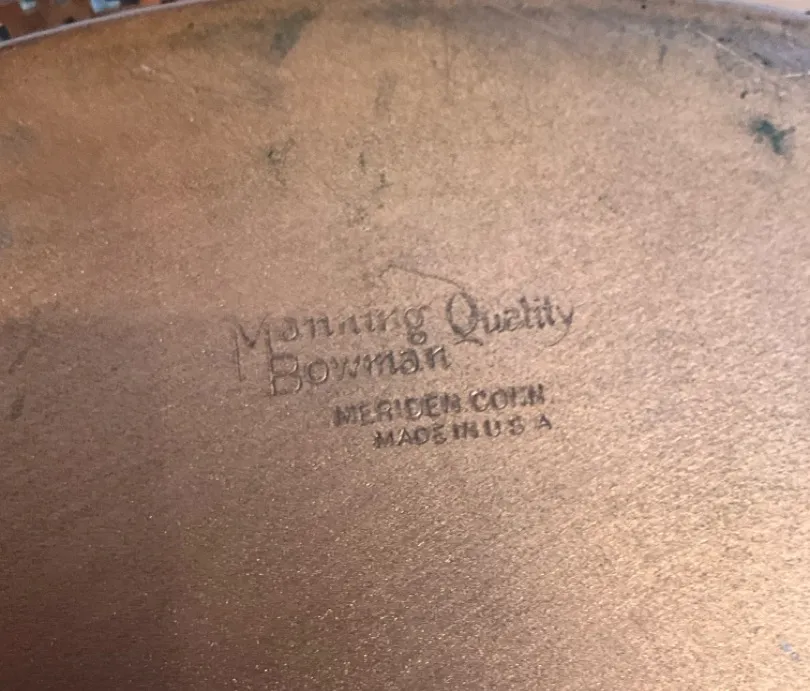 Manning Quality
Bowman
MERIDEN CONN.
MADE IN U S A